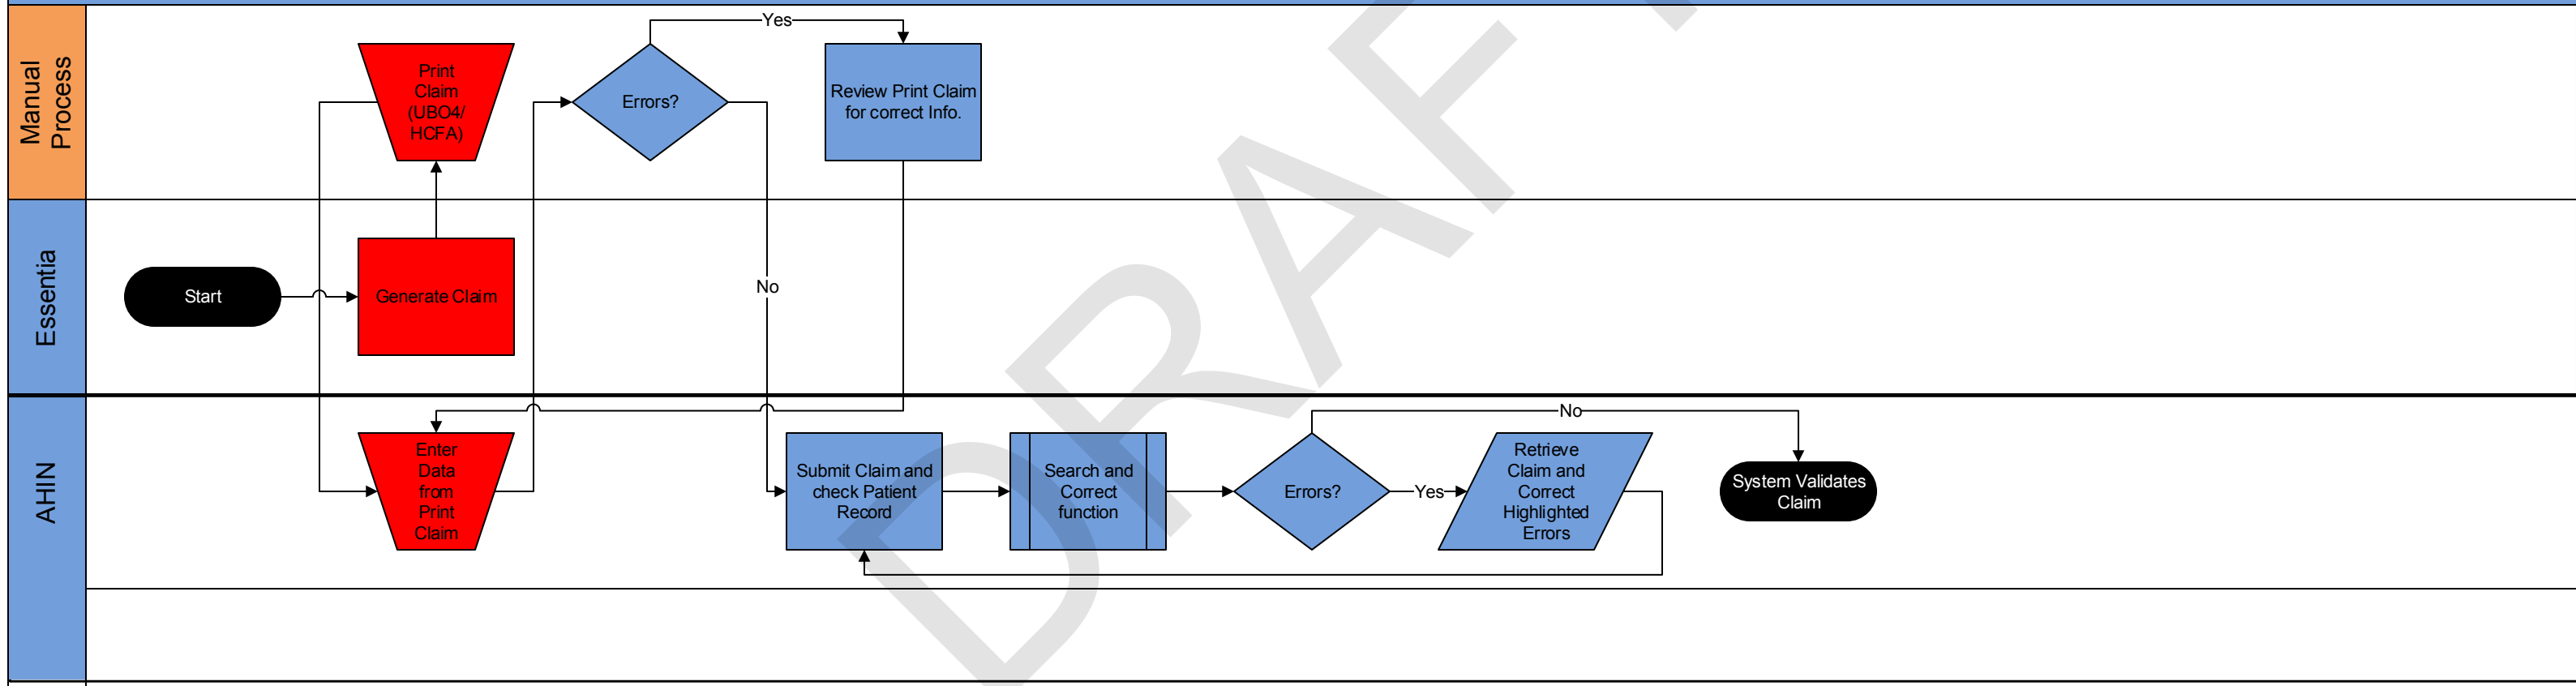 Manual
Process
Print
Claim
(UBO4/
HCFA)
Errors?
Yes
Review Print Claim
for correct Info.
No
Essentia
Start
Generate Claim
AHIN
Enter
Data
from
Print
Claim
Submit Claim and
check Patient
Record
Search and
Correct
function
Errors?
No
Yes
Retrieve
Claim and
Correct
Highlighted
Errors
System Validates
Claim
DRAFT